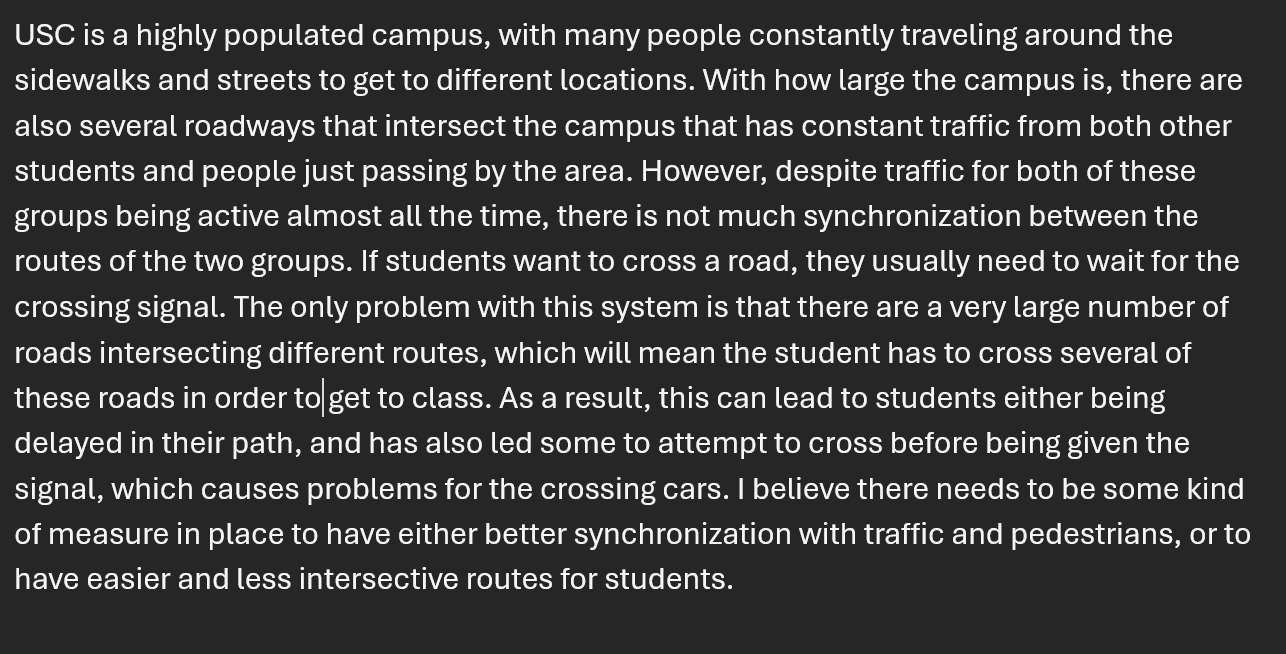 USC is a highly populated campus, with many people constantly traveling around the
sidewalks and streets to get to different locations. With how large the campus is, there are
also several roadways that intersect the campus that has constant traffic from both other
students and people just passing by the area. However, despite traffic for both of these
groups being active almost all the time, there is not much synchronization between the
routes of the two groups. If students want to cross a road, they usually need to wait for the
crossing signal. The only problem with this system is that there are a very large number of
roads intersecting different routes, which will mean the student has to cross several of
these roads in order to get to class. As a result, this can lead to students either being
delayed in their path, and has also led some to attempt to cross before being given the
signal, which causes problems for the crossing cars. I believe there needs to be some kind
of measure in place to have either better synchronization with traffic and pedestrians, or to
have easier and less intersective routes for students.